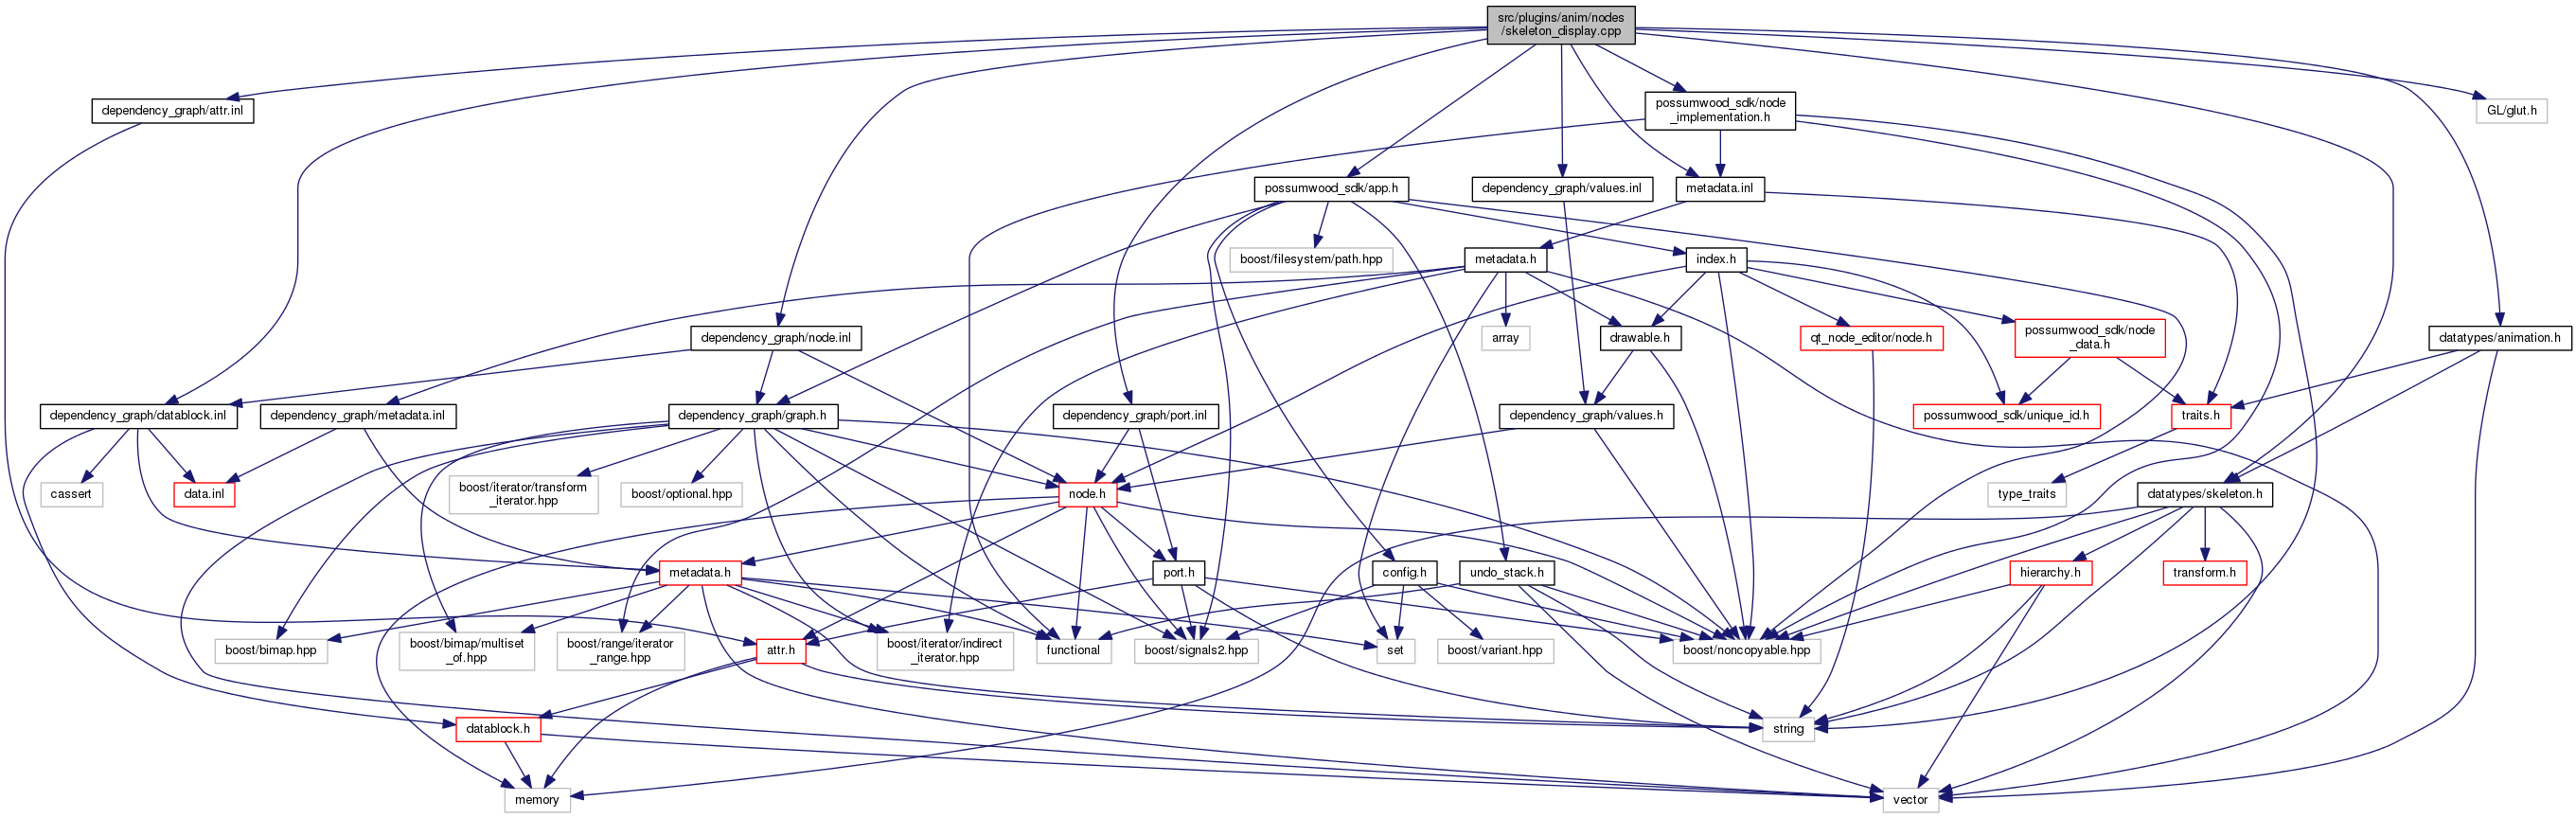 src/plugins/anim/nodes
/skeleton_display.cpp
dependency_graph/attr.inl
possumwood_sdk/node
_implementation.h
GL/glut.h
possumwood_sdk/app.h
dependency_graph/values.inl
metadata.inl
boost/filesystem/path.hpp
metadata.h
index.h
dependency_graph/node.inl
array
drawable.h
qt_node_editor/node.h
possumwood_sdk/node
_data.h
datatypes/animation.h
dependency_graph/datablock.inl
dependency_graph/metadata.inl
dependency_graph/graph.h
dependency_graph/port.inl
dependency_graph/values.h
possumwood_sdk/unique_id.h
traits.h
cassert
data.inl
boost/iterator/transform
_iterator.hpp
boost/optional.hpp
node.h
type_traits
datatypes/skeleton.h
metadata.h
port.h
config.h
undo_stack.h
hierarchy.h
transform.h
boost/bimap.hpp
boost/bimap/multiset
_of.hpp
boost/range/iterator
_range.hpp
attr.h
boost/iterator/indirect
_iterator.hpp
functional
boost/signals2.hpp
set
boost/variant.hpp
boost/noncopyable.hpp
datablock.h
string
memory
vector